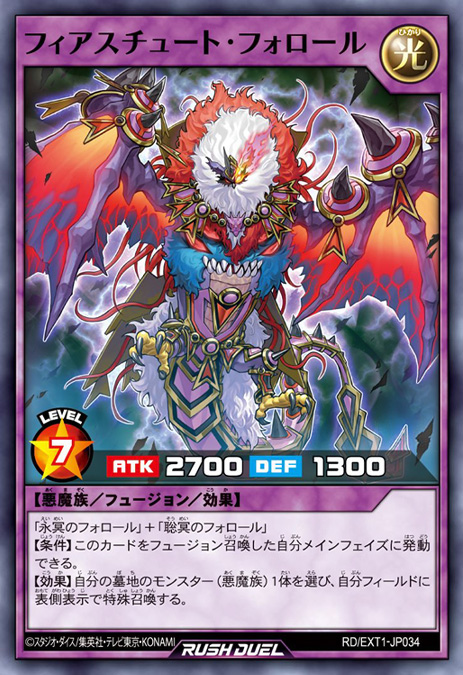 フィアスチュート・フォロール
ひかり
光
LEVEL
7
ATK 2700 DEF 1300
【悪魔族/フュージョン/効果】
「永冥のフォロール」+「聡冥のフォロール」
【条件】このカードをフュージョン召喚した自分メインフェイズに発動
できる。
【効果】自分の墓地のモンスター(悪魔族)1体を選び、自分フィールドに
表側表示で特殊召喚する。
©スタジオ・ダイス/集英社・テレビ東京・KONAMI
RUSH DUEL
RD/EXT1-JP034